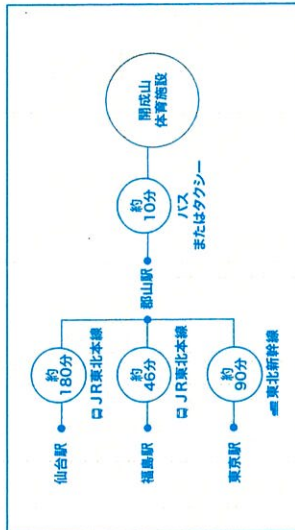 仙台駅
約
180分
JR東北本線
福島駅
約
46分
JR東北本線
東京駅
約
90分
東北新幹線
郡山駅
約
10分
バス
またはタクシー
開成山
体育施設